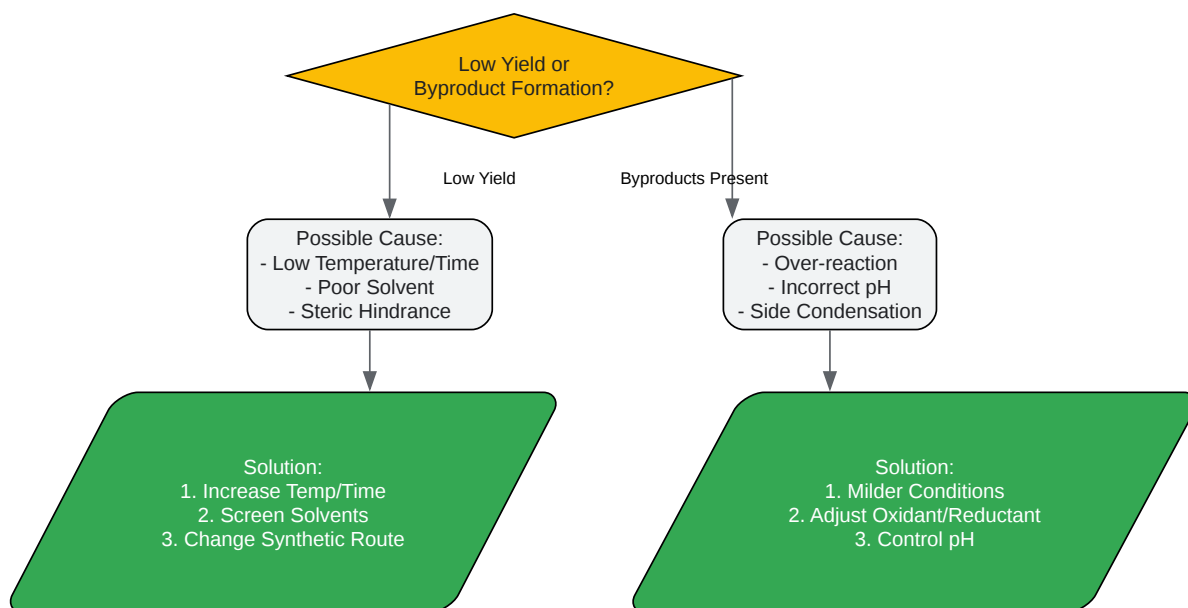 Low Yield or
Byproduct Formation?
Low Yield
Byproducts Present
Possible Cause:
- Low Temperature/Time
- Poor Solvent
- Steric Hindrance
Possible Cause:
- Over-reaction
- Incorrect pH
- Side Condensation
Solution:
1. Increase Temp/Time
2. Screen Solvents
3. Change Synthetic Route
Solution:
1. Milder Conditions
2. Adjust Oxidant/Reductant
3. Control pH